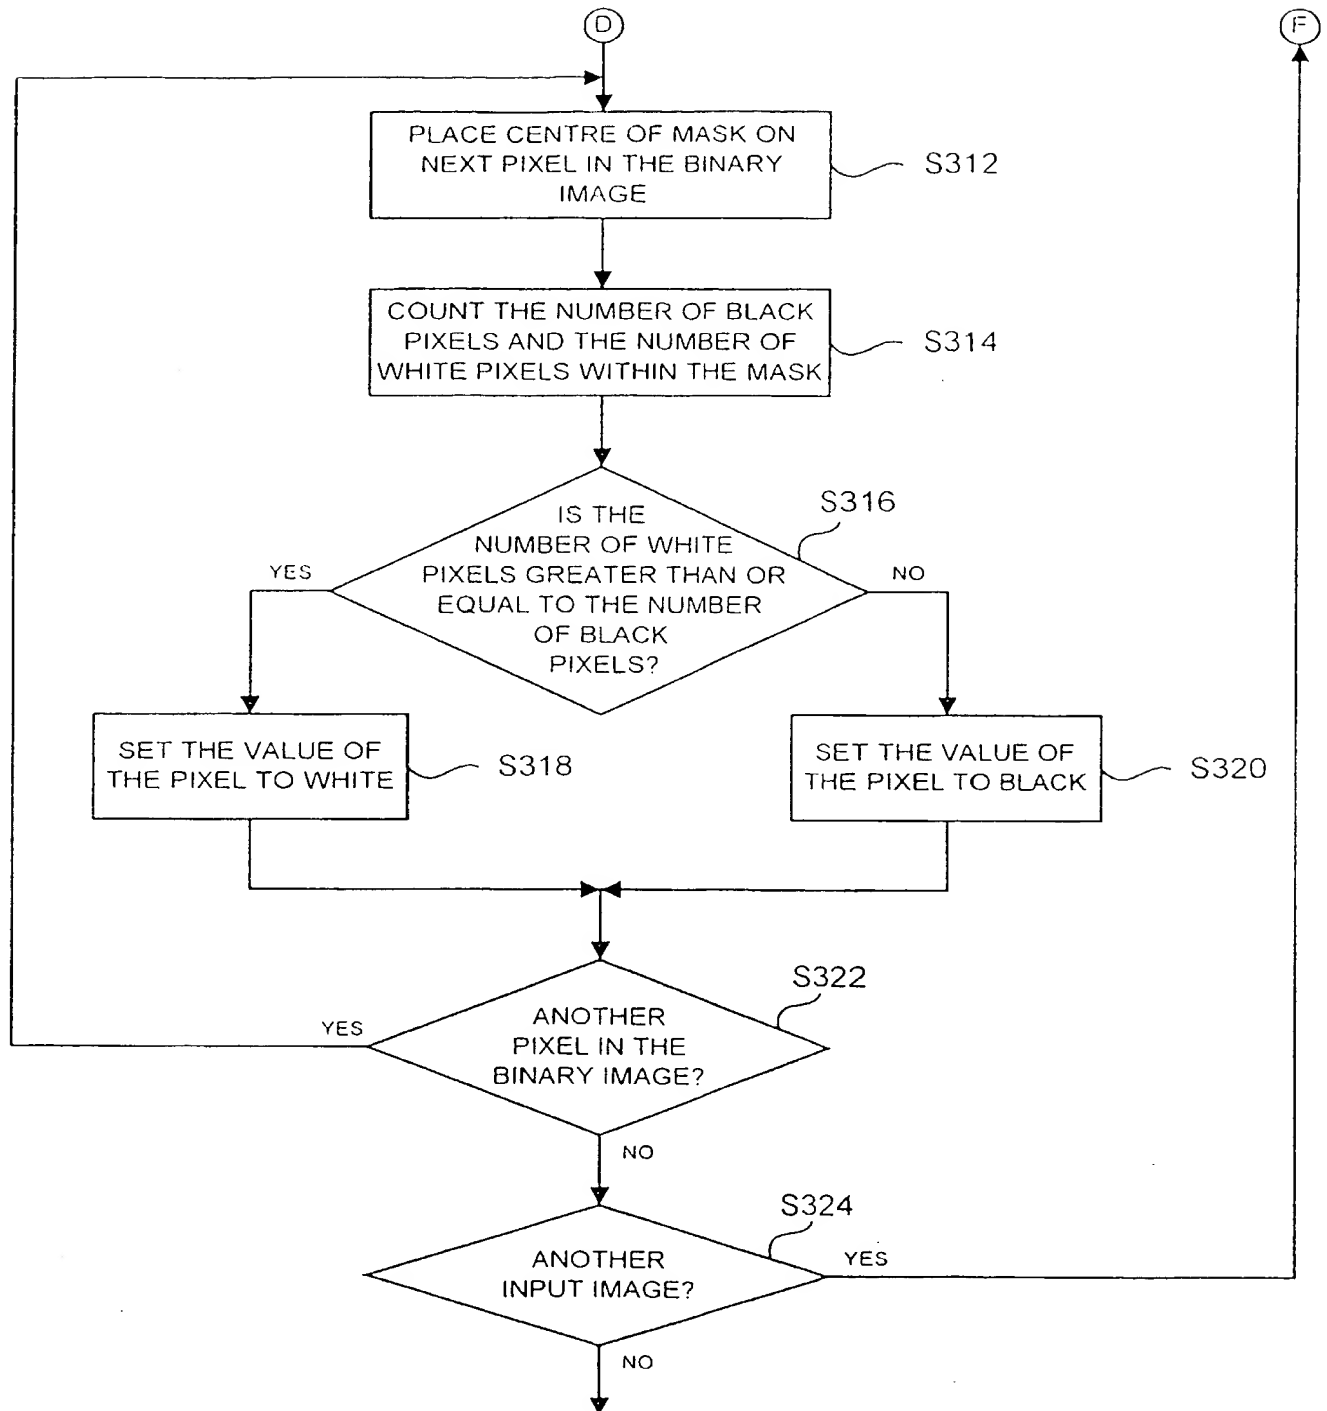 D
F
PLACE CENTRE OF MASK ON
NEXT PIXEL IN THE BINARY
IMAGE
S312
COUNT THE NUMBER OF BLACK
PIXELS AND THE NUMBER OF
WHITE PIXELS WITHIN THE MASK
S314
S316
IS THE
NUMBER OF WHITE
PIXELS GREATER THAN OR
EQUAL TO THE NUMBER
OF BLACK
PIXELS?
YES
NO
SET THE VALUE OF
THE PIXEL TO WHITE
S318
SET THE VALUE OF
THE PIXEL TO BLACK
S320
S322
ANOTHER
PIXEL IN THE
BINARY IMAGE?
YES
NO
S324
ANOTHER
INPUT IMAGE?
YES
NO